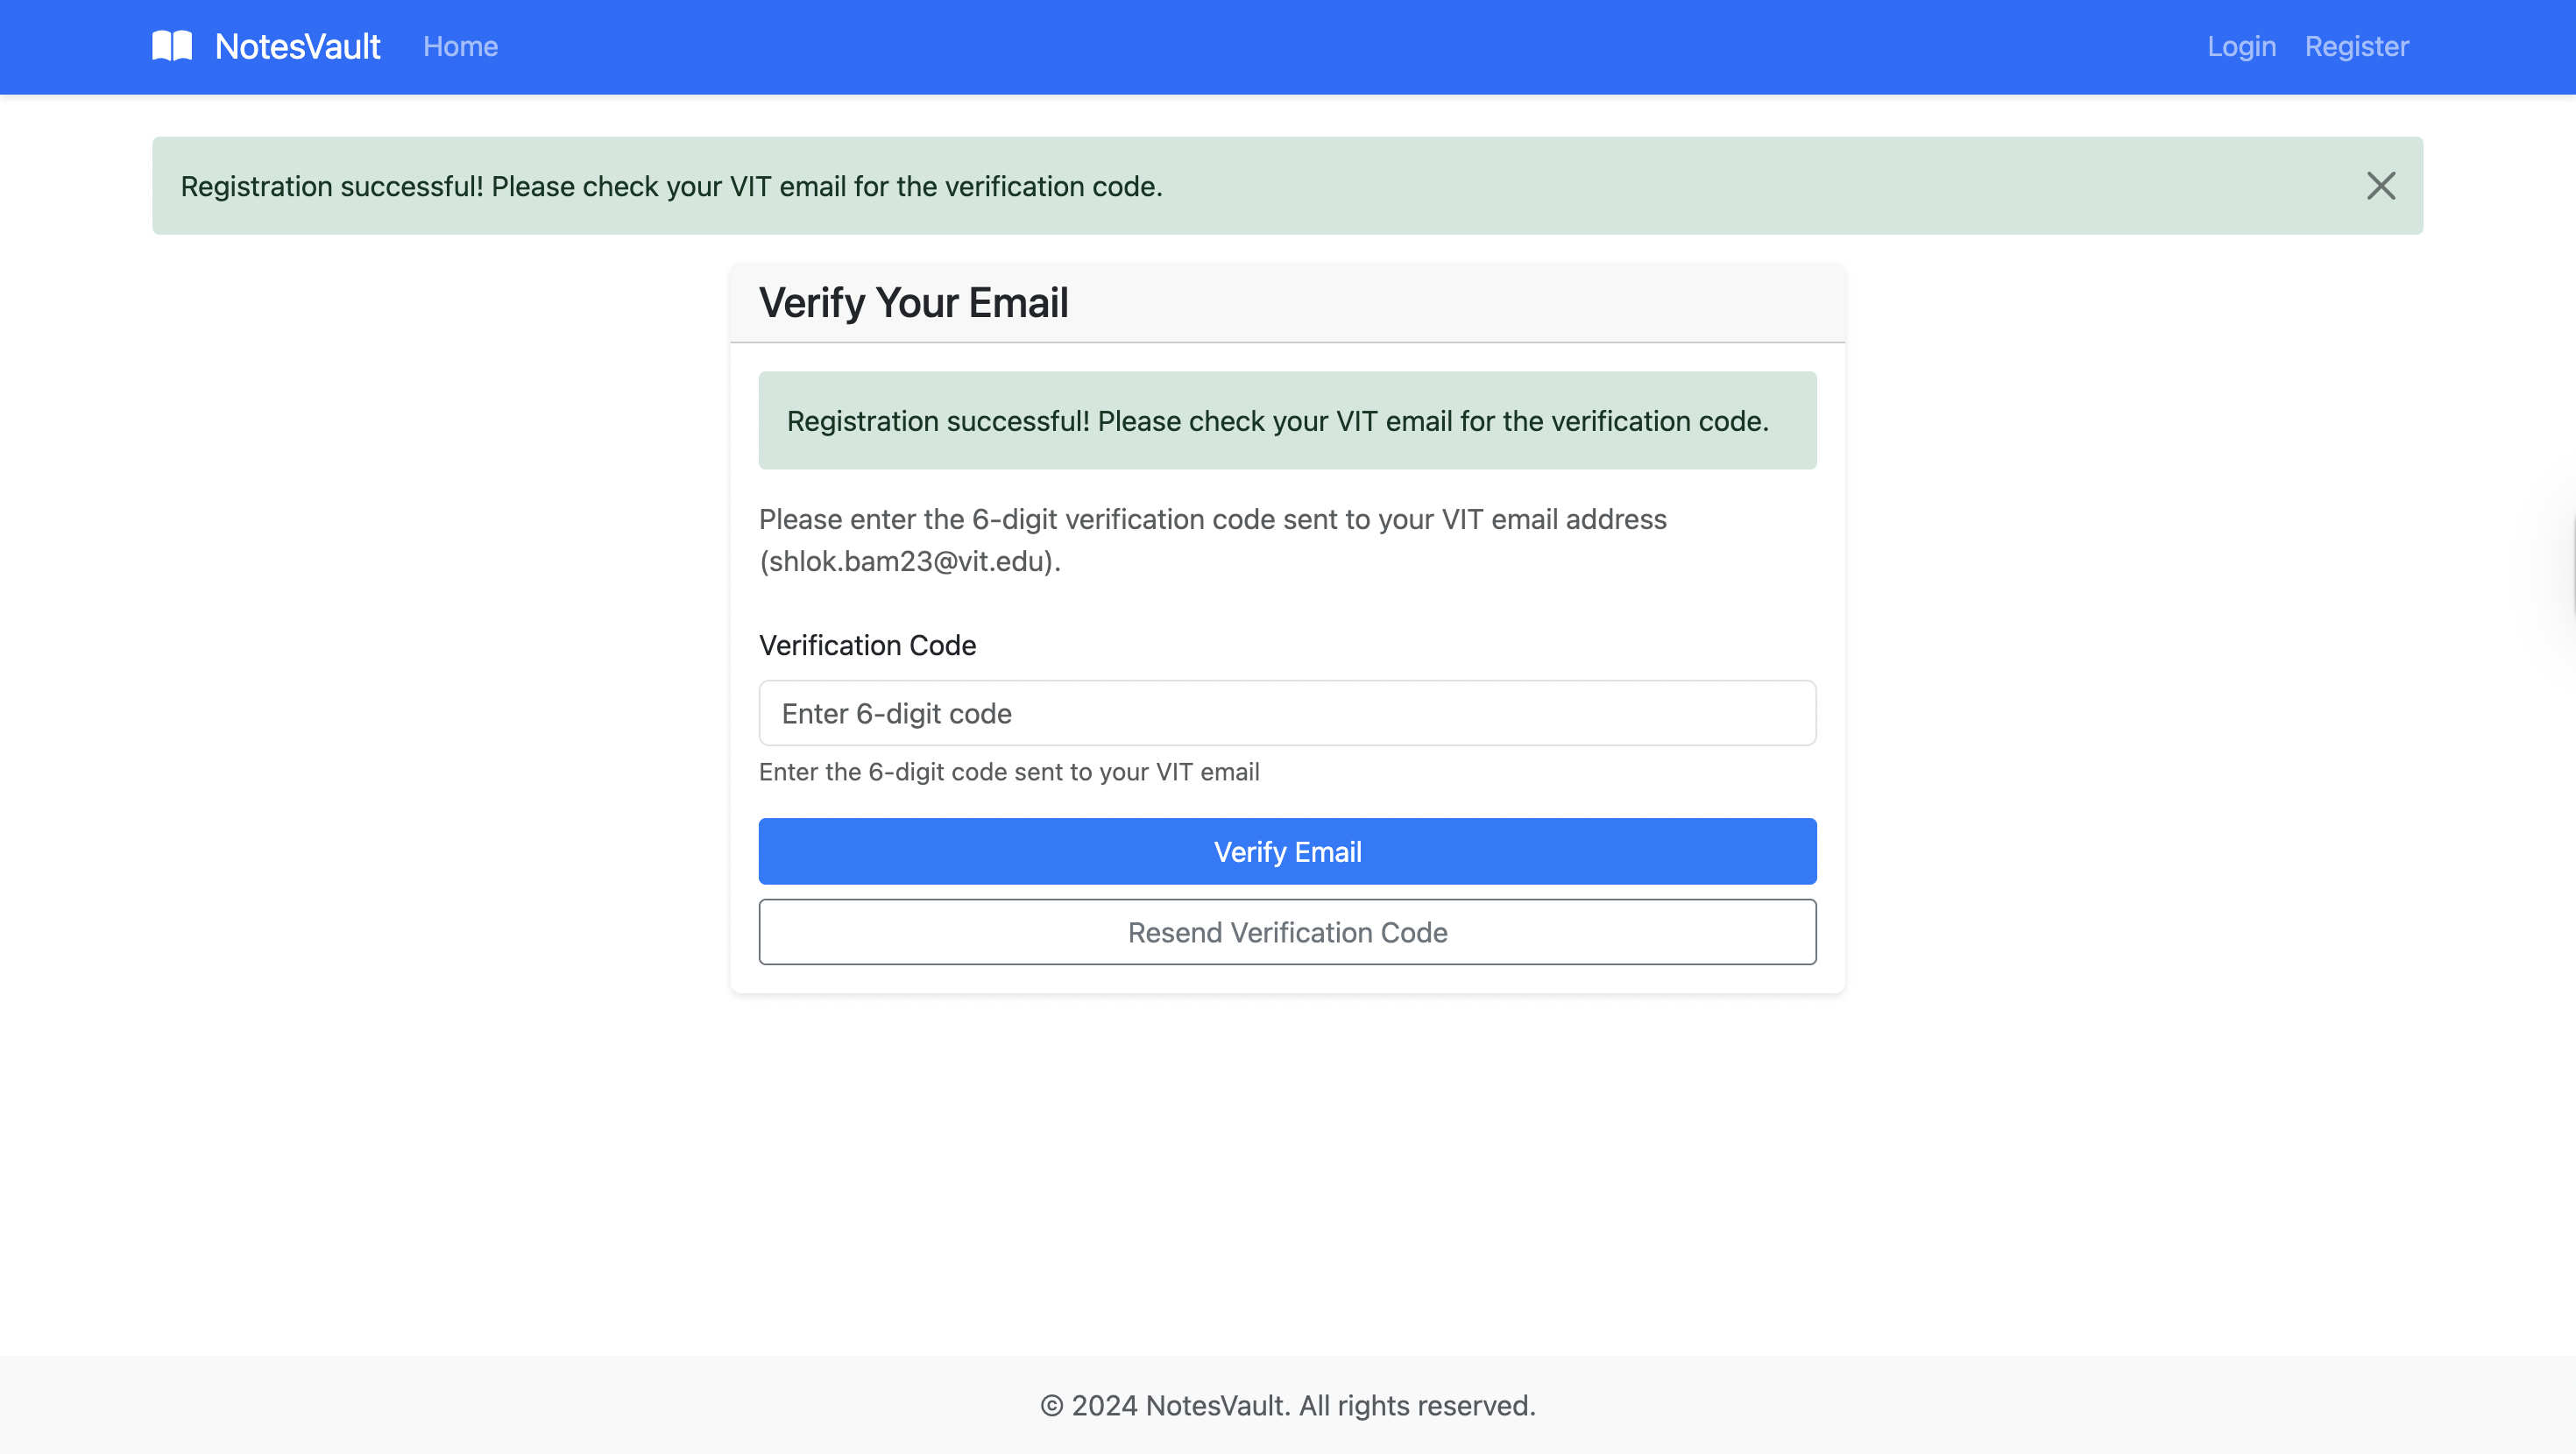 NotesVault Home Login Register
Registration successful! Please check your VIT email for the verification code.
Verify Your Email
Registration successful! Please check your VIT email for the verification code.
Please enter the 6-digit verification code sent to your VIT email address
(shlok.bam23@vit.edu).
Verification Code
Enter 6-digit code
Enter the 6-digit code sent to your VIT email
Verify Email
Resend Verification Code
© 2024 NotesVault. All rights reserved.